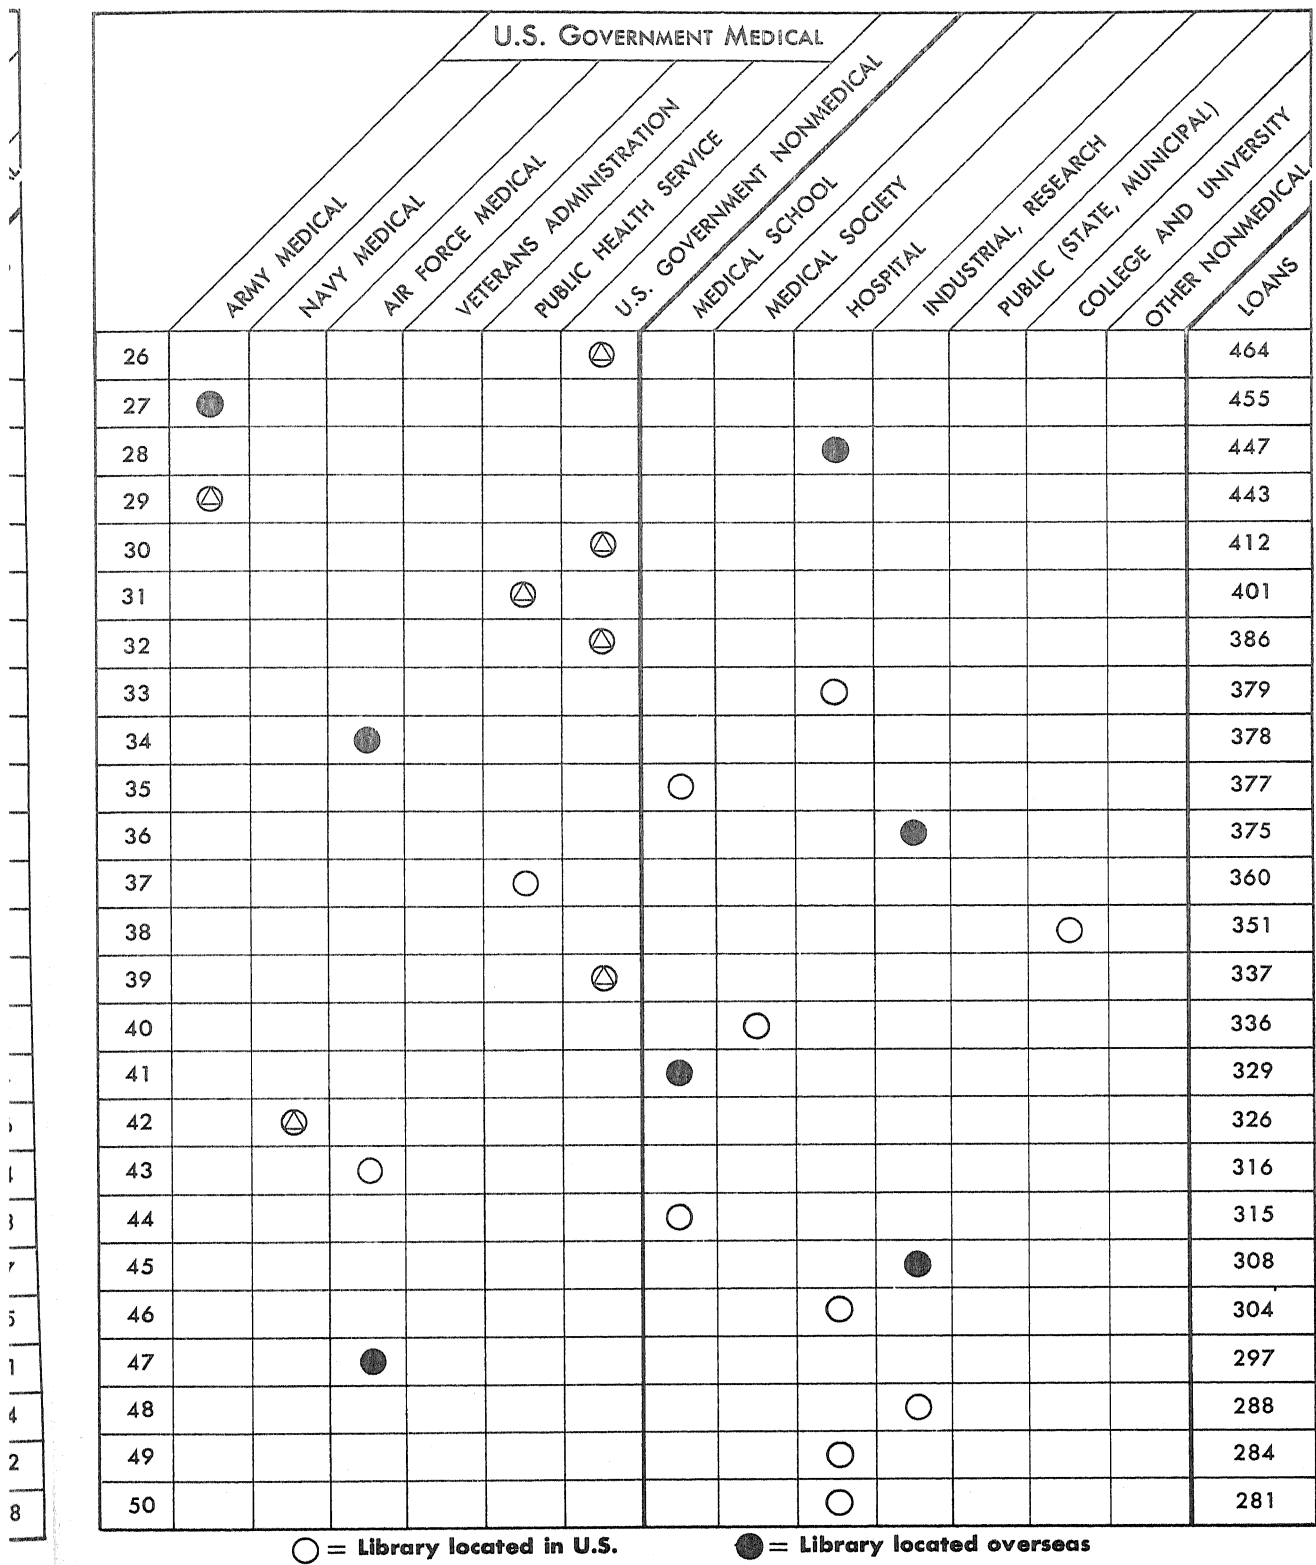 U.S. GOVERNMENT MEDICAL
ARMY MEDICAL
NAVY MEDICAL
AIR FORCE MEDICAL
VETERANS ADMINISTRATION
PUBLIC HEALTH SERVICE
U.S. GOVERNMENT NONMEDICAL
MEDICAL SCHOOL
MEDICAL SOCIETY
HOSPITAL
INDUSTRIAL, RESEARCH
PUBLIC (STATE, MUNICIPAL)
COLLEGE AND UNIVERSITY
OTHER NONMEDICAL
LOANS
26 464
27 455
28 447
29 443
30 412
31 401
32 386
33 379
34 378
35 377
36 375
37 360
38 351
39 337
40 336
41 329
42 326
43 316
44 315
45 308
46 304
47 297
48 288
49 284
50 281
= Library located in U.S. = Library located overseas